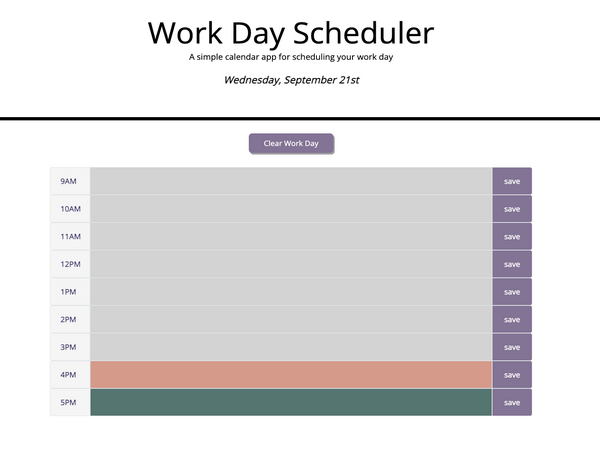 Work Day Scheduler
A simple calendar app for scheduling your work day
Wednesday, September 21st
Clear Work Day
9AM save
10AM save
11AM save
12PM save
1PM save
2PM save
3PM save
4PM save
5PM save